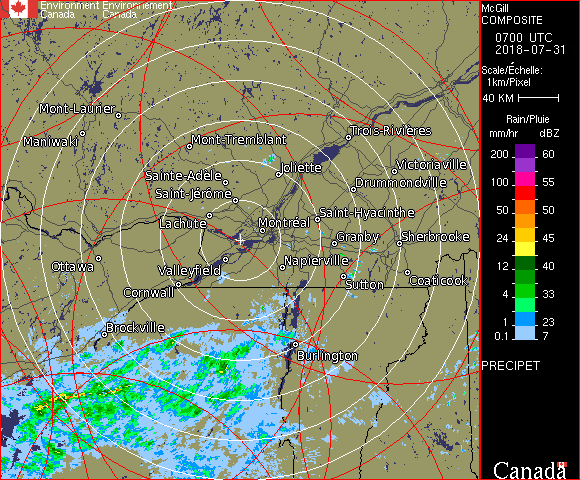 Environment Environnement
Canada Canada
McGill
COMPOSITE
0700 UTC
2018-07-31
Scale/Échelle:
1km/Pixel
40 KM
Rain/Pluie
mm/hr dBZ
200 60
150 57
100 55
50 50
24 45
12 40
4 33
1 23
0.1 7
PRECIPET
Canada
Mont-Laurier
Maniwaki
Mont-Tremblant
Trois-Rivières
Joliette
Victoriaville
Sainte-Adèle
Drummondville
Saint-Jérôme
Lachute
Saint-Hyacinthe
Montréal
Granby
Sherbrooke
Ottawa
Valleyfield
Napierville
Cornwall
Sutton
Coaticook
Brockville
Burlington